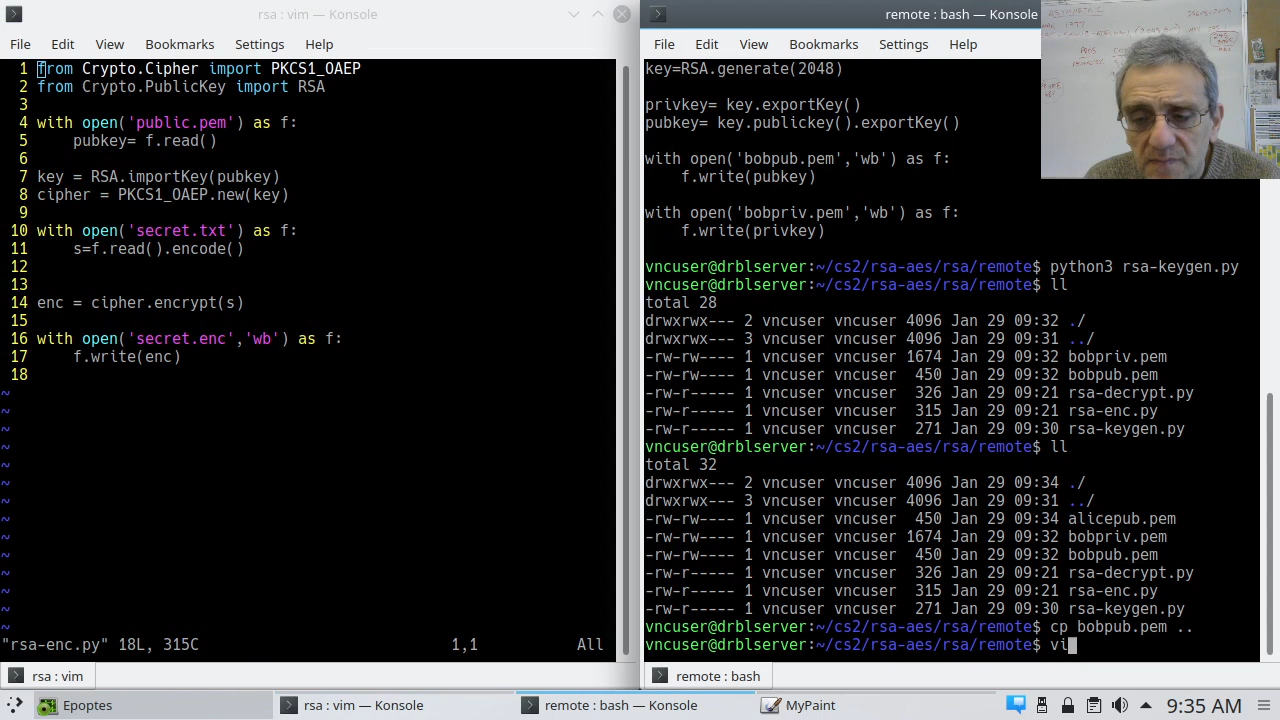 rsa : vim — Konsole
File Edit View Bookmarks Settings Help
1 from Crypto.Cipher import PKCS1_OAEP
2 from Crypto.PublicKey import RSA
3
4 with open('public.pem') as f:
5     pubkey= f.read()
6
7 key = RSA.importKey(pubkey)
8 cipher = PKCS1_OAEP.new(key)
9
10 with open('secret.txt') as f:
11     s=f.read().encode()
12
13
14 enc = cipher.encrypt(s)
15
16 with open('secret.enc','wb') as f:
17     f.write(enc)
18
~
~
~
~
~
~
~
~
~
~
~
~
~
~
"rsa-enc.py" 18L, 315C 1,1 All
rsa : vim
remote : bash — Konsole
File Edit View Bookmarks Settings Help
key=RSA.generate(2048)
privkey= key.exportKey()
pubkey= key.publickey().exportKey()
with open('bobpub.pem','wb') as f:
    f.write(pubkey)
with open('bobpriv.pem','wb') as f:
    f.write(privkey)
vncuser@drblserver:~/cs2/rsa-aes/rsa/remote$ python3 rsa-keygen.py
vncuser@drblserver:~/cs2/rsa-aes/rsa/remote$ ll
total 28
drwxrwx--- 2 vncuser vncuser 4096 Jan 29 09:32 ./
drwxrwx--- 3 vncuser vncuser 4096 Jan 29 09:31 ../
-rw-rw---- 1 vncuser vncuser 1674 Jan 29 09:32 bobpriv.pem
-rw-rw---- 1 vncuser vncuser  450 Jan 29 09:32 bobpub.pem
-rw-r----- 1 vncuser vncuser  326 Jan 29 09:21 rsa-decrypt.py
-rw-r----- 1 vncuser vncuser  315 Jan 29 09:21 rsa-enc.py
-rw-r----- 1 vncuser vncuser  271 Jan 29 09:30 rsa-keygen.py
vncuser@drblserver:~/cs2/rsa-aes/rsa/remote$ ll
total 32
drwxrwx--- 2 vncuser vncuser 4096 Jan 29 09:34 ./
drwxrwx--- 3 vncuser vncuser 4096 Jan 29 09:31 ../
-rw-rw---- 1 vncuser vncuser  450 Jan 29 09:34 alicepub.pem
-rw-rw---- 1 vncuser vncuser 1674 Jan 29 09:32 bobpriv.pem
-rw-rw---- 1 vncuser vncuser  450 Jan 29 09:32 bobpub.pem
-rw-r----- 1 vncuser vncuser  326 Jan 29 09:21 rsa-decrypt.py
-rw-r----- 1 vncuser vncuser  315 Jan 29 09:21 rsa-enc.py
-rw-r----- 1 vncuser vncuser  271 Jan 29 09:30 rsa-keygen.py
vncuser@drblserver:~/cs2/rsa-aes/rsa/remote$ cp bobpub.pem ..
vncuser@drblserver:~/cs2/rsa-aes/rsa/remote$ vi
remote : bash
Epoptes
rsa : vim — Konsole
remote : bash — Konsole
MyPaint
9:35 AM